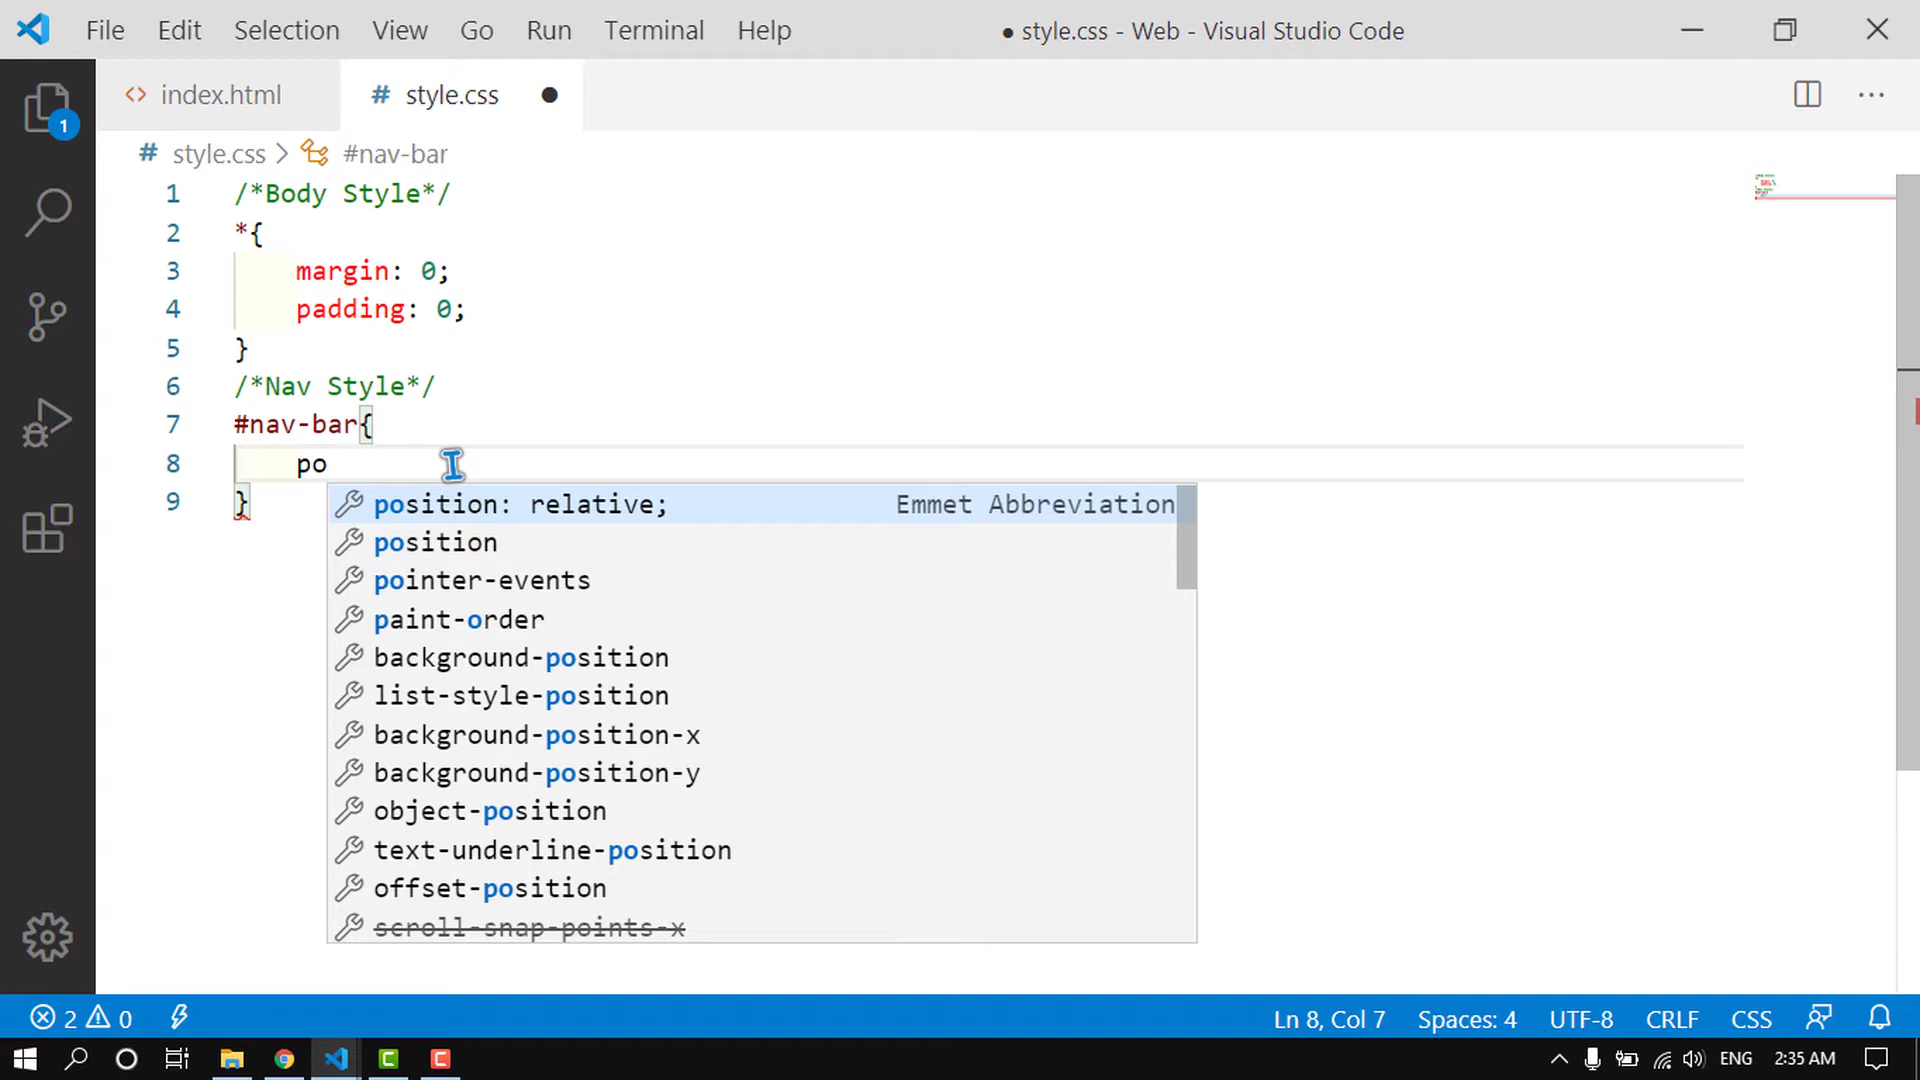 File Edit Selection View Go Run Terminal Help ● style.css - Web - Visual Studio Code
<> index.html # style.css ●
1
# style.css > #nav-bar
1 /*Body Style*/
2 *{
3 margin: 0;
4 padding: 0;
5 }
6 /*Nav Style*/
7 #nav-bar{
8 po
9 }
position: relative; Emmet Abbreviation
position
pointer-events
paint-order
background-position
list-style-position
background-position-x
background-position-y
object-position
text-underline-position
offset-position
scroll-snap-points-x
2 0 Ln 8, Col 7 Spaces: 4 UTF-8 CRLF CSS
C C ENG 2:35 AM